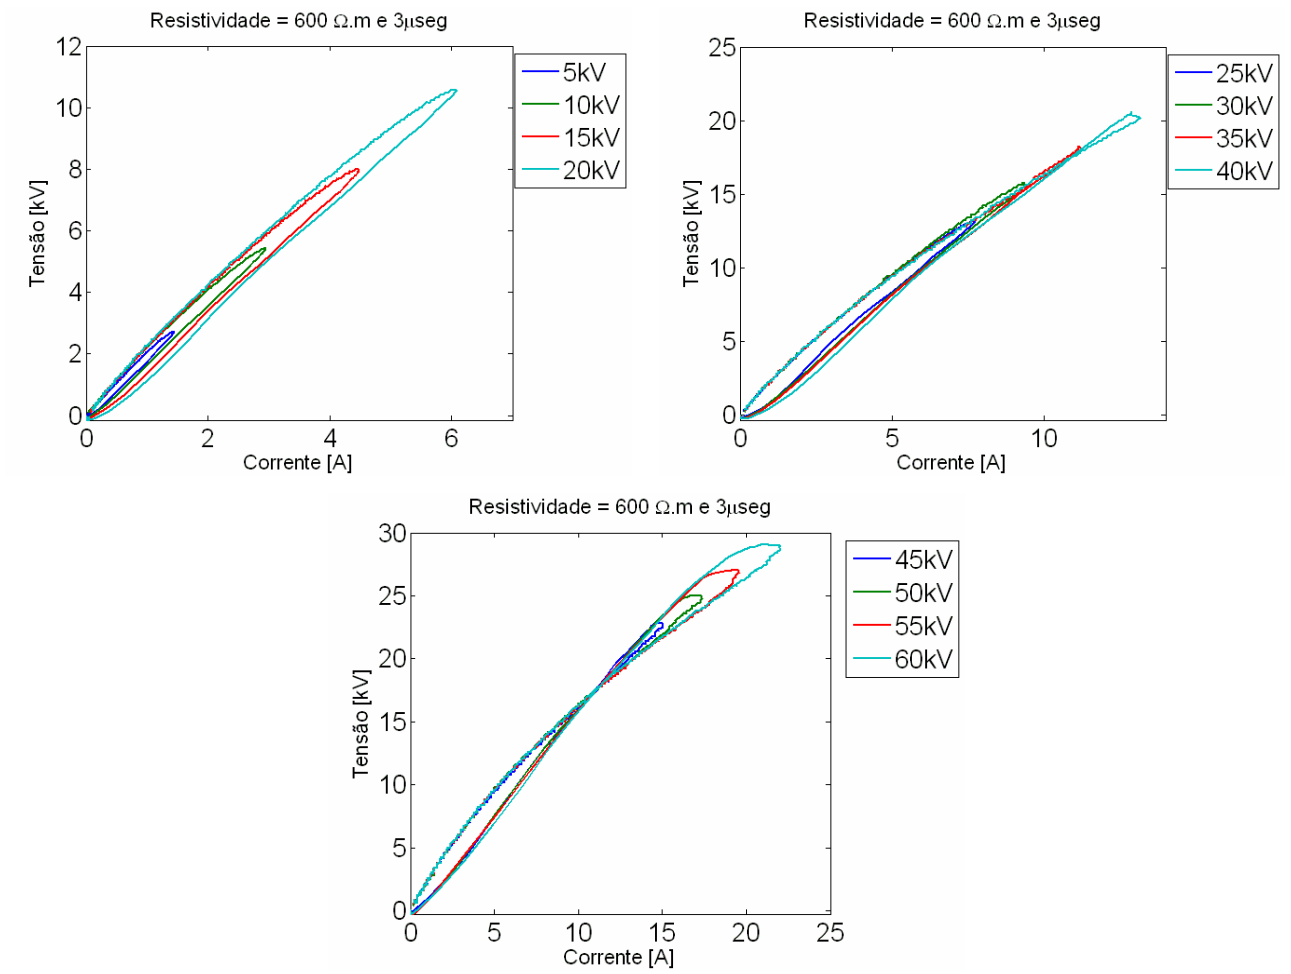 Resistividade = 600 Ω.m e 3μseg
12
10
8
6
4
2
0
0 2 4 6
Tensão [kV]
Corrente [A]
5kV
10kV
15kV
20kV
Resistividade = 600 Ω.m e 3μseg
25
20
15
10
5
0
0 5 10
Tensão [kV]
Corrente [A]
25kV
30kV
35kV
40kV
Resistividade = 600 Ω.m e 3μseg
30
25
20
15
10
5
0
0 5 10 15 20 25
Tensão [kV]
Corrente [A]
45kV
50kV
55kV
60kV